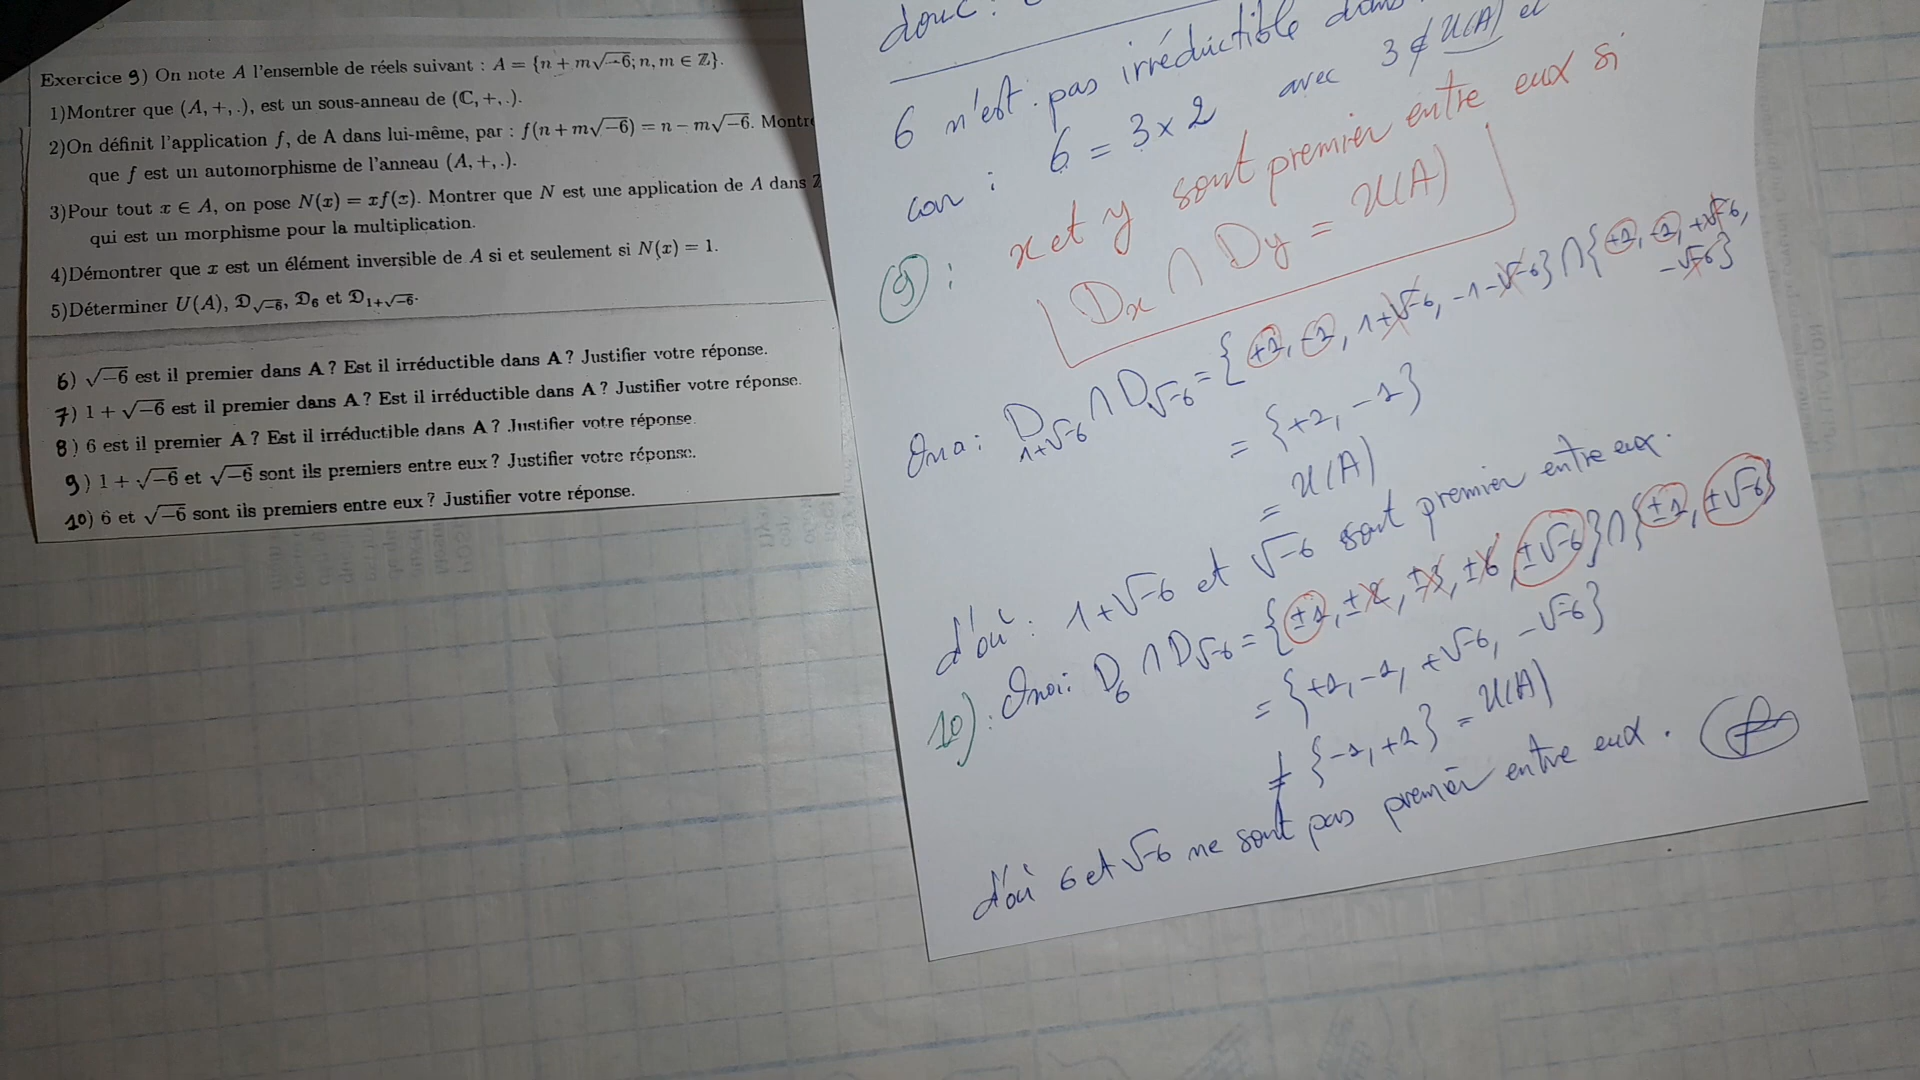 Exercice 9) On note A l'ensemble de réels suivant : A = {n + m√−6; n, m ∈ ℤ}.
1)Montrer que (A, +, .), est un sous-anneau de (ℂ, +, .).
2)On définit l'application f, de A dans lui-même, par : f(n + m√−6) = n − m√−6. Montre
que f est un automorphisme de l'anneau (A, +, .).
3)Pour tout x ∈ A, on pose N(x) = xf(x). Montrer que N est une application de A dans ℤ
qui est un morphisme pour la multiplication.
4)Démontrer que x est un élément inversible de A si et seulement si N(x) = 1.
5)Déterminer U(A), D√−6, D6 et D1+√−6.
6) √−6 est il premier dans A ? Est il irréductible dans A ? Justifier votre réponse.
7) 1 + √−6 est il premier dans A ? Est il irréductible dans A ? Justifier votre réponse.
8) 6 est il premier A ? Est il irréductible dans A ? Justifier votre réponse.
9) 1 + √−6 et √−6 sont ils premiers entre eux ? Justifier votre réponse.
10) 6 et √−6 sont ils premiers entre eux ? Justifier votre réponse.
donc :
6 n'est pas irréductible dans
car : 6 = 3 × 2 avec 3 ∉ U(A) et
9) : x et y sont premier entre eux si
Dx ∩ Dy = U(A)
Ona : D1+√−6 ∩ D√−6 = {+1, −1, 1+√−6, −1−√−6} ∩ {+1, −1, +√−6,
−√−6}
= {+1, −1}
= U(A)
d'où : 1+√−6 et √−6 sont premier entre eux.
10) : Ona : D6 ∩ D√−6 = {±1, ±2, ±3, ±6, ±√−6} ∩ {±1, ±√−6}
= {+1, −1, +√−6, −√−6}
≠ {−1, +1} = U(A)
d'où 6 et √−6 ne sont pas premier entre eux.